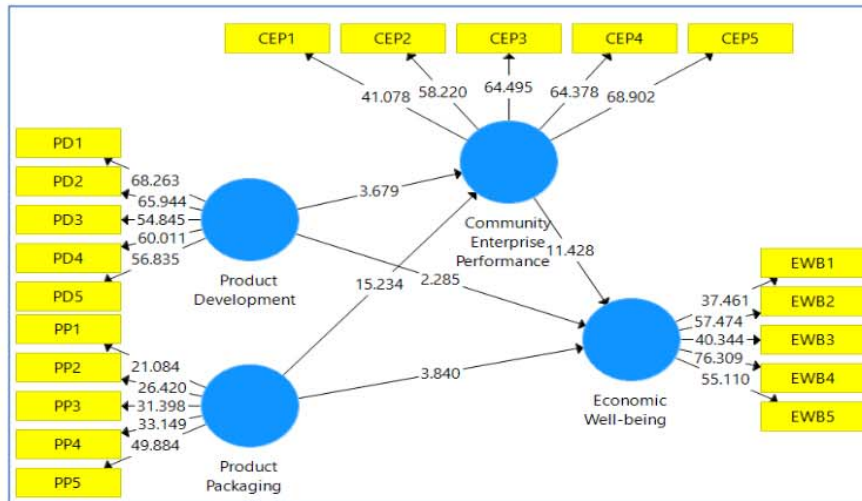 CEP1
CEP2
CEP3
CEP4
CEP5
41.078
58.220
64.495
64.378
68.902
PD1
PD2
PD3
PD4
PD5
68.263
65.944
54.845
60.011
56.835
Product
Development
3.679
Community
Enterprise
Performance
11.428
2.285
15.234
3.840
PP1
PP2
PP3
PP4
PP5
21.084
26.420
31.398
33.149
49.884
Product
Packaging
Economic
Well-being
37.461
57.474
40.344
76.309
55.110
EWB1
EWB2
EWB3
EWB4
EWB5